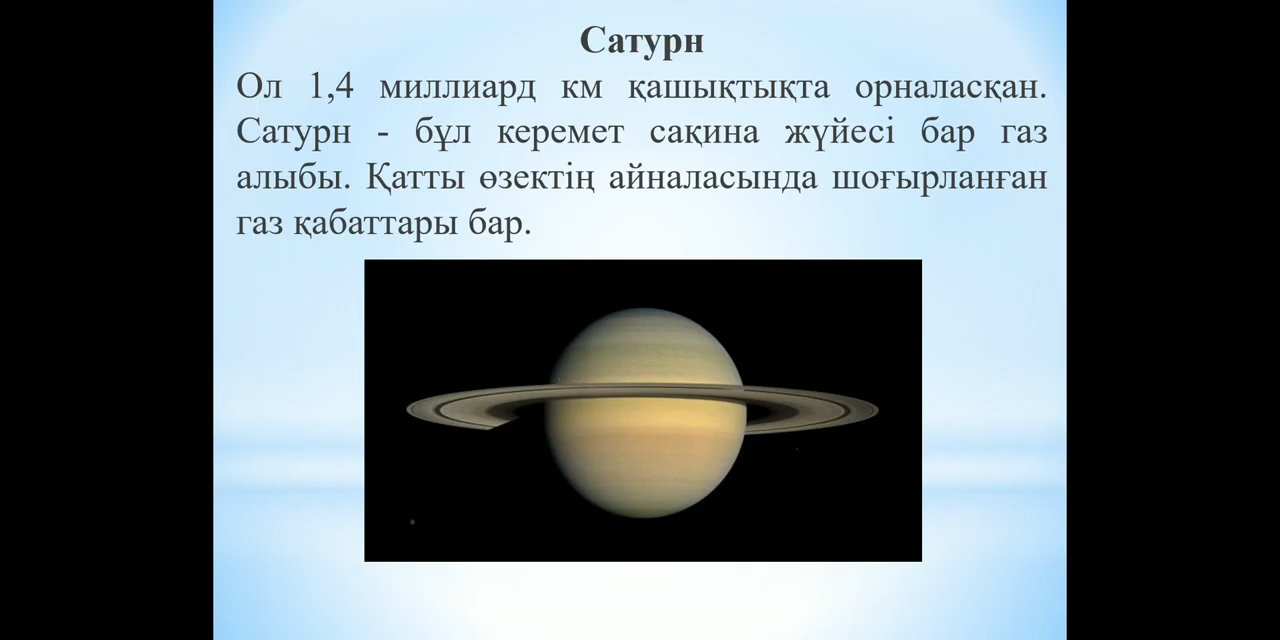 Сатурн
Ол 1,4 миллиард км қашықтықта орналасқан.
Сатурн - бұл керемет сақина жүйесі бар газ
алыбы. Қатты өзектің айналасында шоғырланған
газ қабаттары бар.